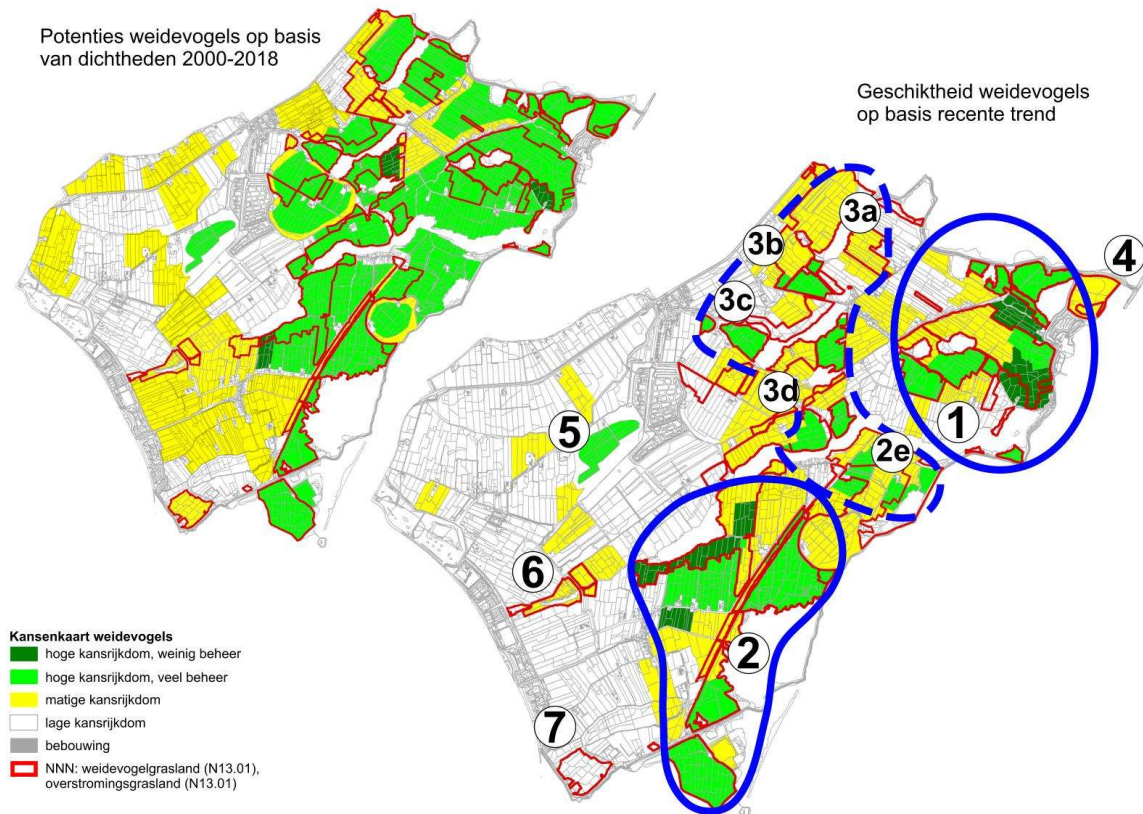 Potenties weidevogels op basis
van dichtheden 2000-2018
Geschiktheid weidevogels
op basis recente trend
3a
3b
4
3c
3d
1
5
2e
6
2
7
Kansenkaart weidevogels
hoge kansrijkdom, weinig beheer
hoge kansrijkdom, veel beheer
matige kansrijkdom
lage kansrijkdom
bebouwing
NNN: weidevogelgrasland (N13.01),
overstromingsgrasland (N13.01)